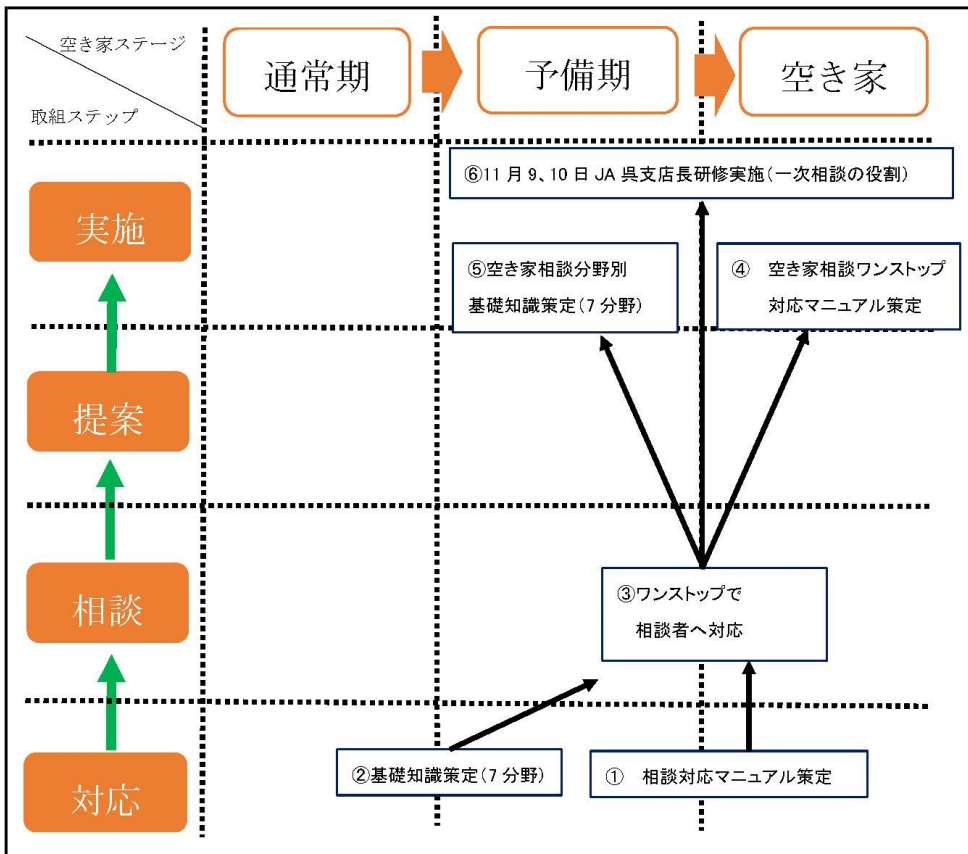 空き家ステージ
取組ステップ
通常期
予備期
空き家
⑥11月9、10日 JA 呉支店長研修実施(一次相談の役割)
実施
⑤空き家相談分野別
基礎知識策定(7分野)
④ 空き家相談ワンストップ
対応マニュアル策定
提案
相談
③ワンストップで
相談者へ対応
対応
②基礎知識策定(7分野)
① 相談対応マニュアル策定